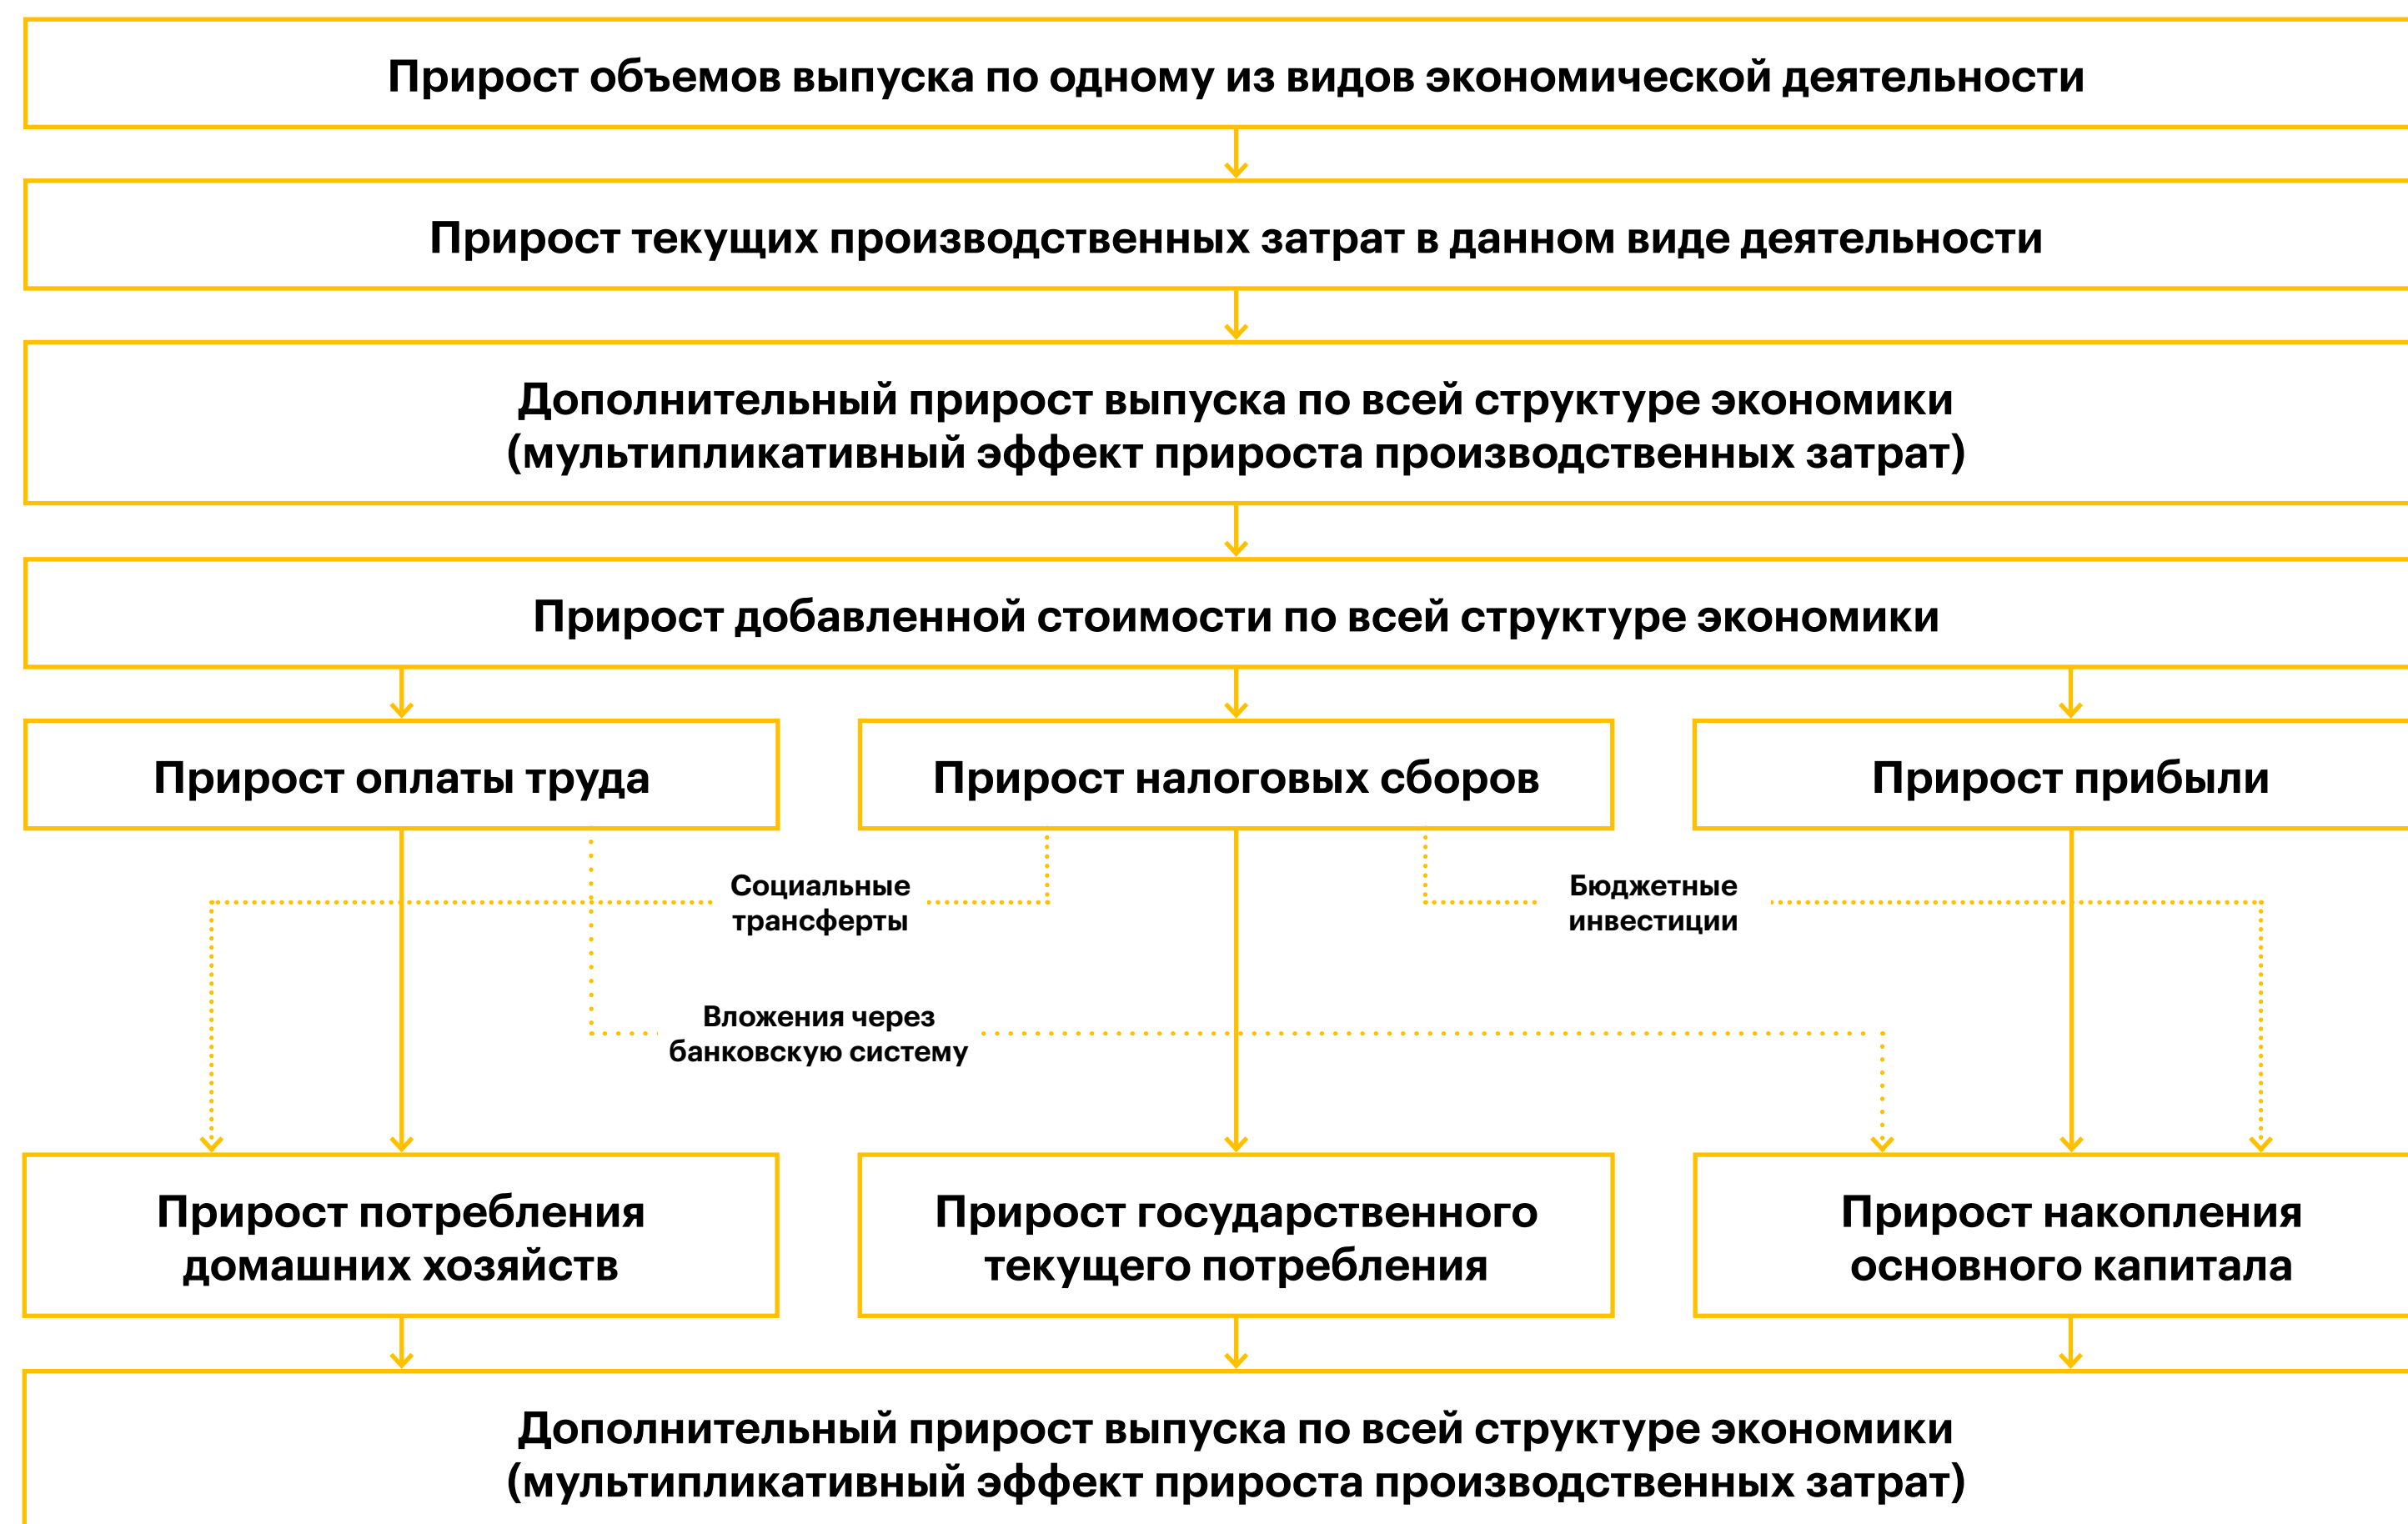 Прирост объемов выпуска по одному из видов экономической деятельности
Прирост текущих производственных затрат в данном виде деятельности
Дополнительный прирост выпуска по всей структуре экономики
(мультипликативный эффект прироста производственных затрат)
Прирост добавленной стоимости по всей структуре экономики
Прирост оплаты труда
Прирост налоговых сборов
Прирост прибыли
Социальные
трансферты
Бюджетные
инвестиции
Вложения через
банковскую систему
Прирост потребления
домашних хозяйств
Прирост государственного
текущего потребления
Прирост накопления
основного капитала
Дополнительный прирост выпуска по всей структуре экономики
(мультипликативный эффект прироста производственных затрат)